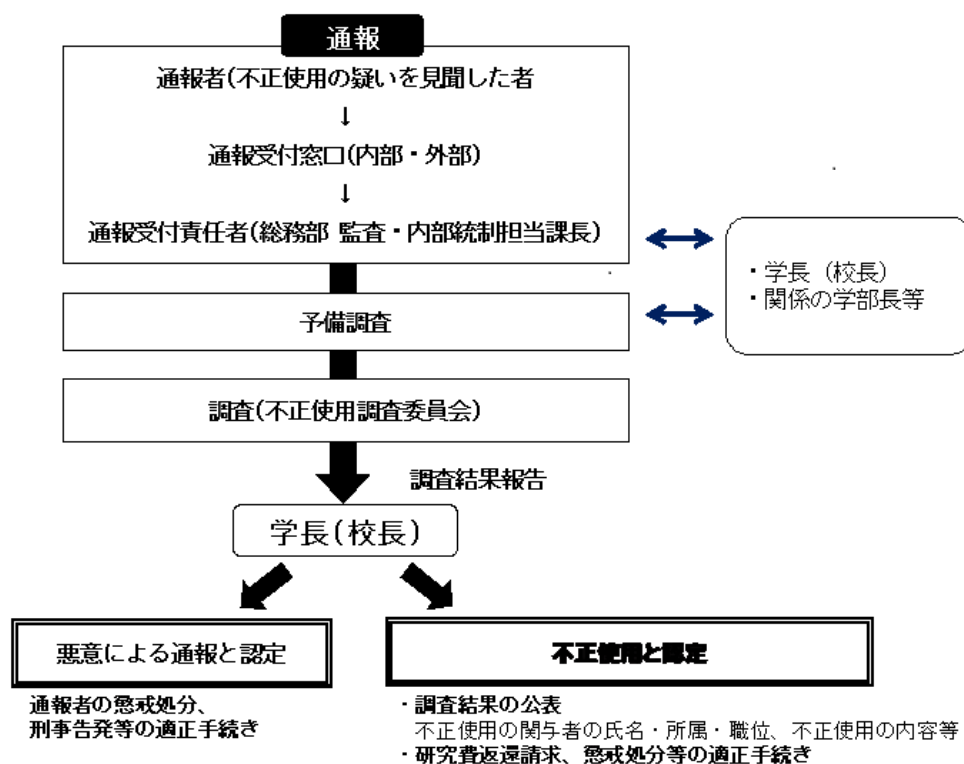 通報
通報者(不正使用の疑いを見聞した者
↓
通報受付窓口(内部・外部)
↓
通報受付責任者(総務部 監査・内部統制担当課長)
・学長（校長）
・関係の学部長等
予備調査
調査(不正使用調査委員会)
調査結果報告
学長(校長)
悪意による通報と認定
通報者の懲戒処分、
刑事告発等の適正手続き
不正使用と認定
・調査結果の公表
不正使用の関与者の氏名・所属・職位、不正使用の内容等
・研究費返還請求、懲戒処分等の適正手続き